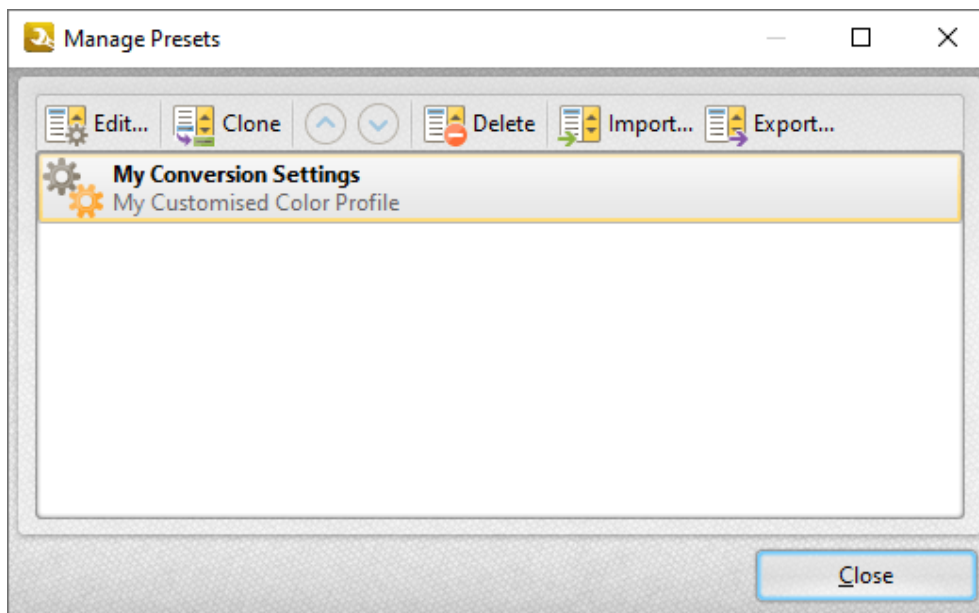 Manage Presets
Edit... Clone Delete Import... Export...
My Conversion Settings
My Customised Color Profile
Close